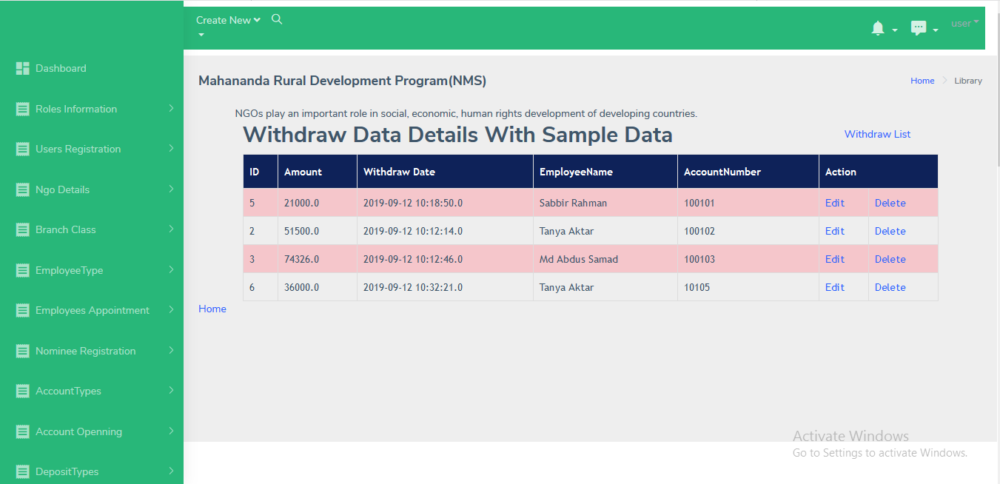 Create New
user
Dashboard
Roles Information
Users Registration
Ngo Details
Branch Class
EmployeeType
Employees Appointment
Nominee Registration
AccountTypes
Account Openning
DepositTypes
Mahananda Rural Development Program(NMS)
Home Library
NGOs play an important role in social, economic, human rights development of developing countries.
Withdraw Data Details With Sample Data
Withdraw List
ID Amount Withdraw Date EmployeeName AccountNumber Action
5 21000.0 2019-09-12 10:18:50.0 Sabbir Rahman 100101 Edit Delete
2 51500.0 2019-09-12 10:12:14.0 Tanya Aktar 100102 Edit Delete
3 74326.0 2019-09-12 10:12:46.0 Md Abdus Samad 100103 Edit Delete
6 36000.0 2019-09-12 10:32:21.0 Tanya Aktar 10105 Edit Delete
Home
Activate Windows
Go to Settings to activate Windows.